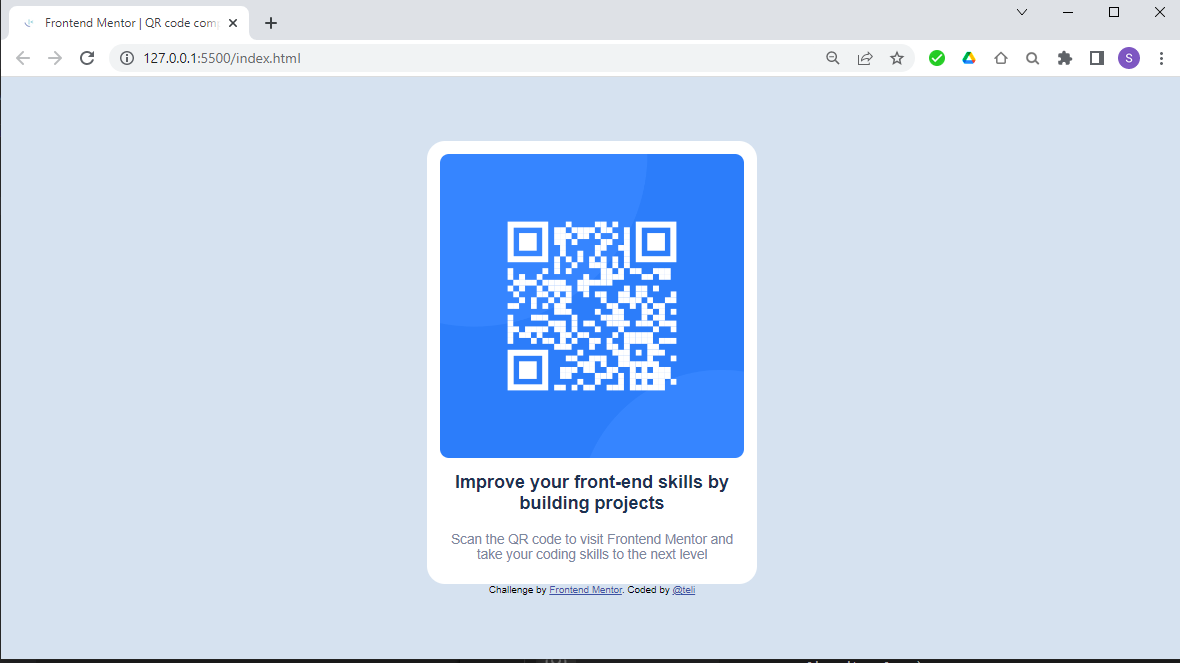 Frontend Mentor | QR code com
127.0.0.1:5500/index.html
S
Improve your front-end skills by
building projects
Scan the QR code to visit Frontend Mentor and
take your coding skills to the next level
Challenge by Frontend Mentor. Coded by @teli